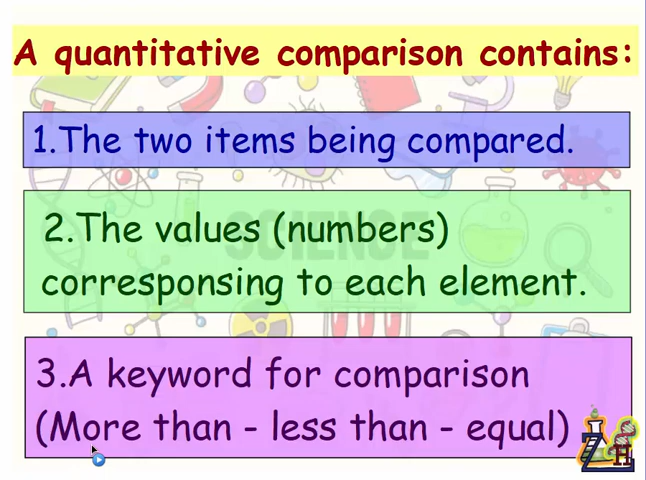 A quantitative comparison contains:
1.The two items being compared.
2.The values (numbers)
corresponsing to each element.
3.A keyword for comparison
(More than - less than - equal)
SCIENCE
Z H